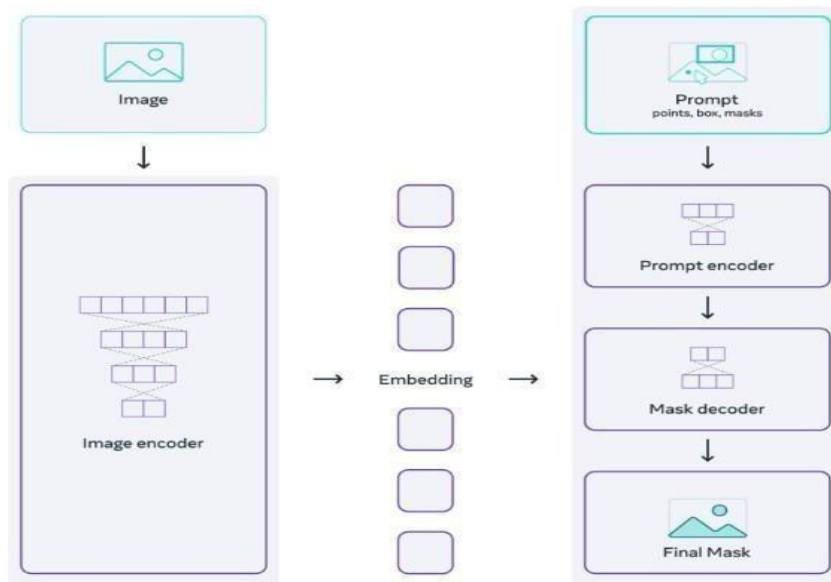 Image
Image encoder
Embedding
Prompt
points, box, masks
Prompt encoder
Mask decoder
Final Mask